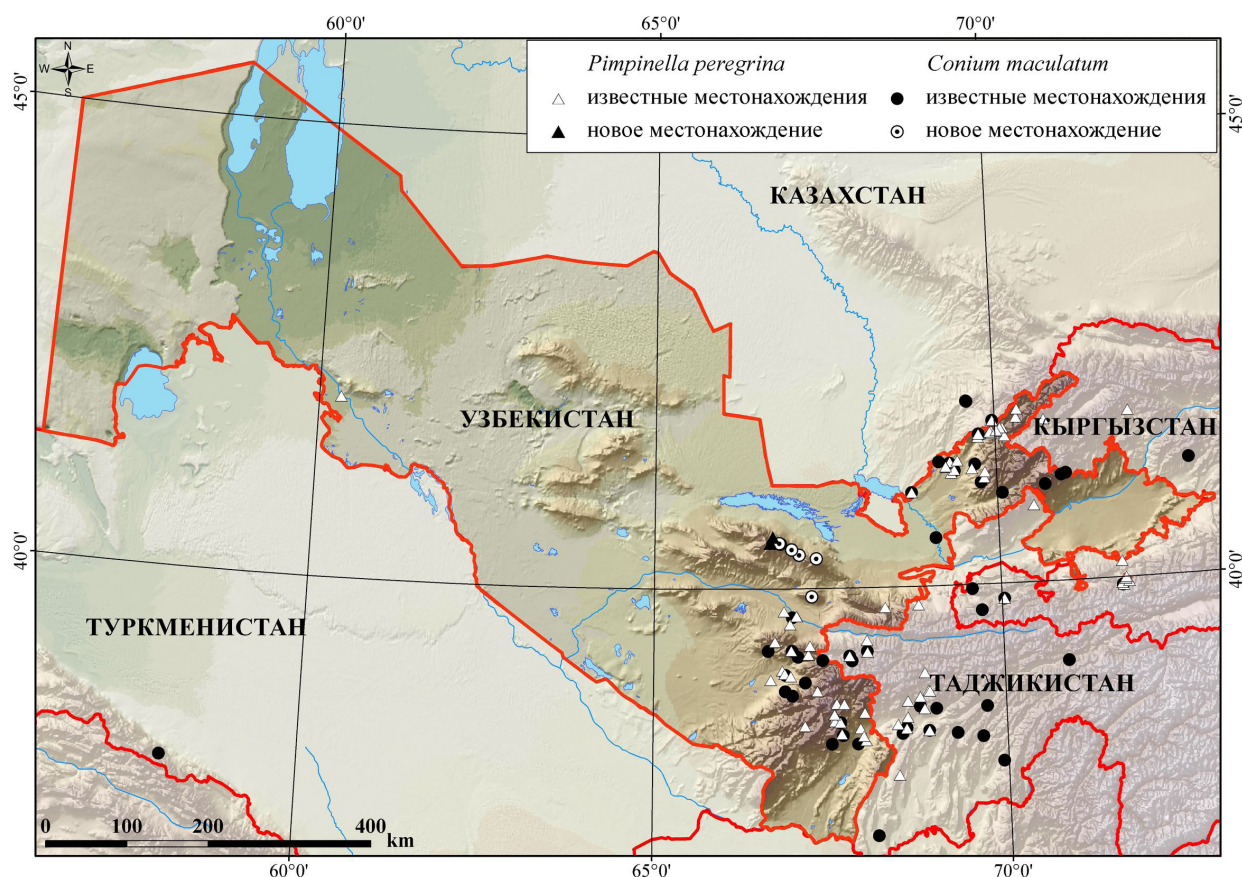 60°0' 65°0' 70°0'
N
W E
S
45°0' 45°0'
Pimpinella peregrina Conium maculatum
известные местонахождения известные местонахождения
новое местонахождение новое местонахождение
КАЗАХСТАН
УЗБЕКИСТАН КЫРГЫЗСТАН
40°0' 40°0'
ТУРКМЕНИСТАН
ТАДЖИКИСТАН
0 100 200 400
km
60°0' 65°0' 70°0'